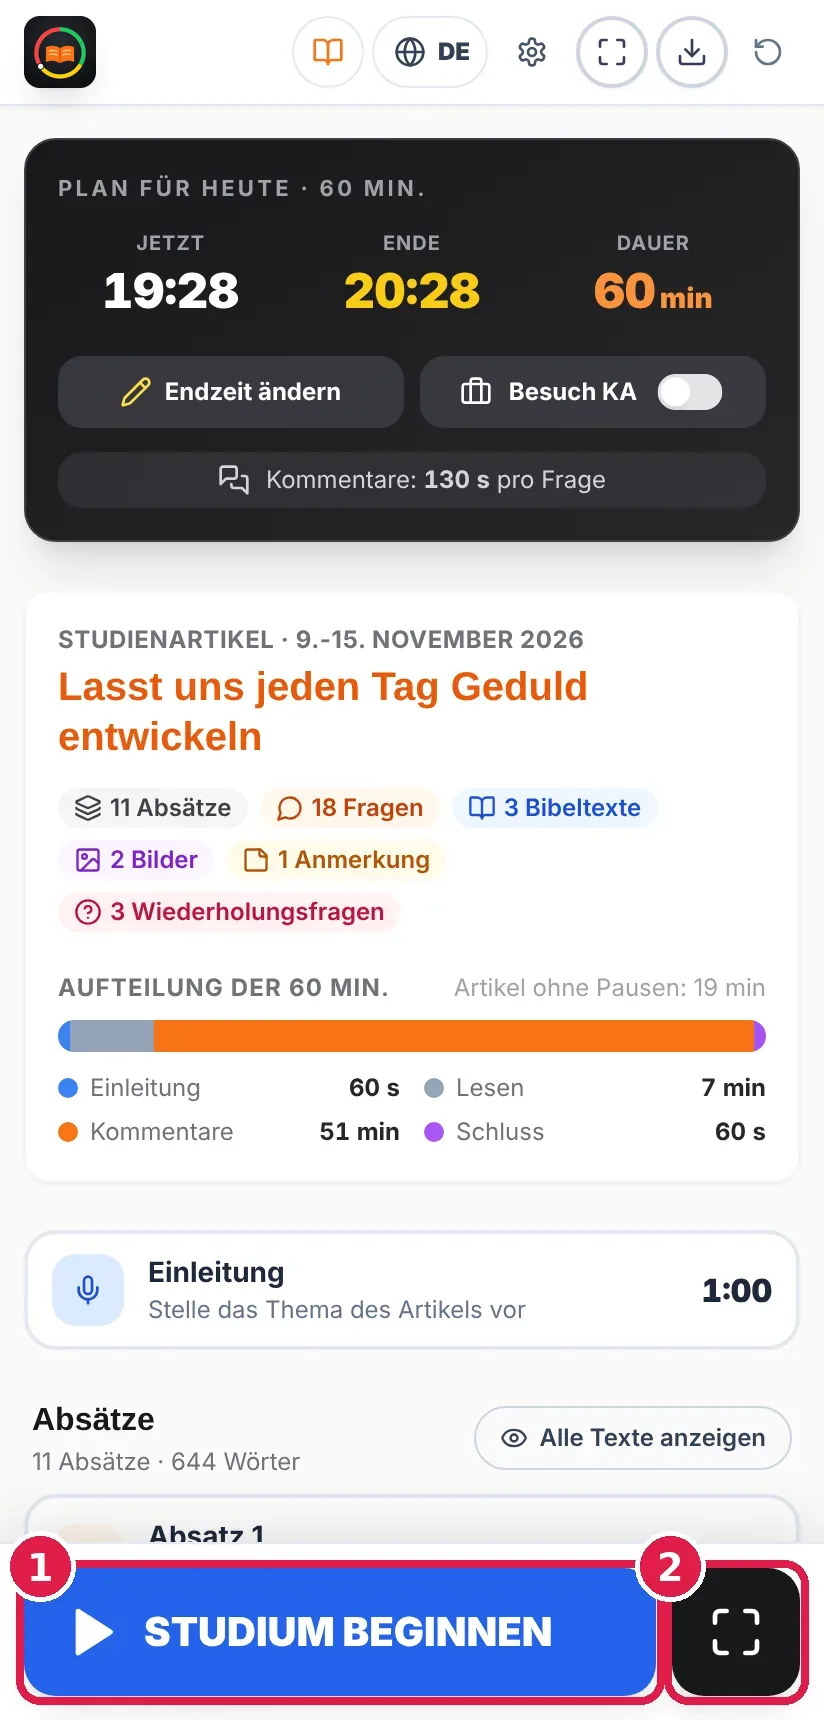 DE
PLAN FÜR HEUTE · 60 MIN.
JETZT ENDE DAUER
19:28 20:28 60 min
Endzeit ändern Besuch KA
Kommentare: 130 s pro Frage
STUDIENARTIKEL · 9.-15. NOVEMBER 2026
Lasst uns jeden Tag Geduld
entwickeln
11 Absätze 18 Fragen 3 Bibeltexte
2 Bilder 1 Anmerkung
3 Wiederholungsfragen
AUFTEILUNG DER 60 MIN. Artikel ohne Pausen: 19 min
Einleitung 60 s Lesen 7 min
Kommentare 51 min Schluss 60 s
Einleitung
Stelle das Thema des Artikels vor
1:00
Absätze
11 Absätze · 644 Wörter
Alle Texte anzeigen
Absatz 1
1 2
STUDIUM BEGINNEN